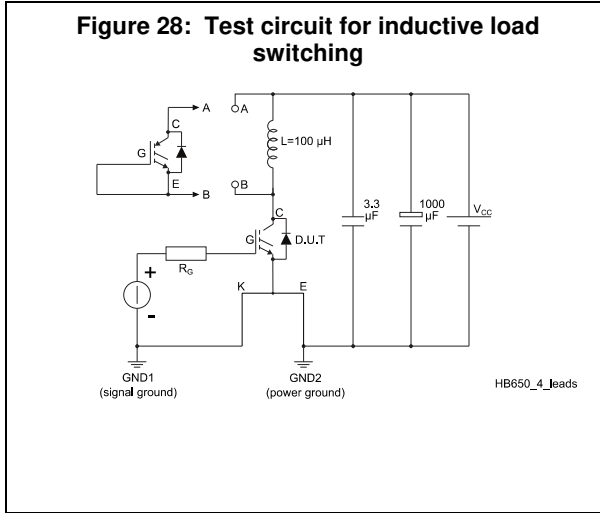 Figure 28: Test circuit for inductive load
switching
A
A
C
G
E
B
B
L=100 µH
C
G
D.U.T
3.3
µF
1000
µF
VCC
RG
+
-
K
E
GND1
(signal ground)
GND2
(power ground)
HB650_4_leads